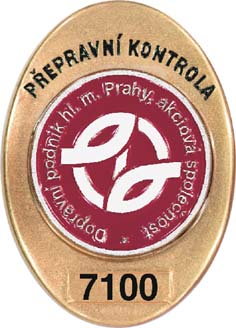 PŘEPRAVNÍ KONTROLA
Dopravní podnik hl. m. Prahy, akciová společnost
7100